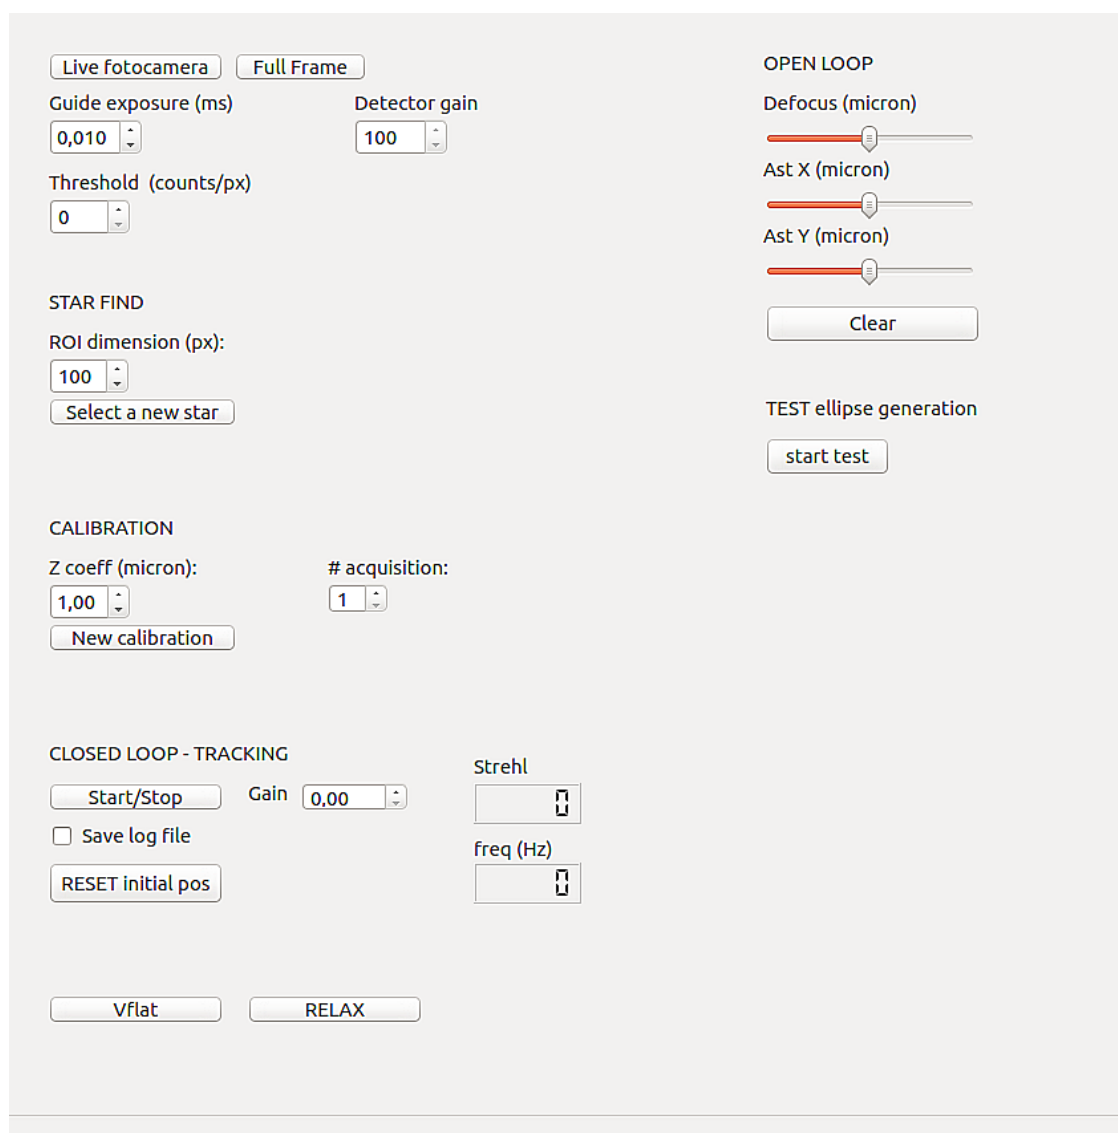 Live fotocamera Full Frame
Guide exposure (ms) Detector gain
0,010 100
Threshold (counts/px)
0
STAR FIND
ROI dimension (px):
100
Select a new star
CALIBRATION
Z coeff (micron): # acquisition:
1,00 1
New calibration
CLOSED LOOP - TRACKING
Start/Stop Gain 0,00
Save log file
RESET initial pos
Strehl
0
freq (Hz)
0
Vflat RELAX
OPEN LOOP
Defocus (micron)
Ast X (micron)
Ast Y (micron)
Clear
TEST ellipse generation
start test